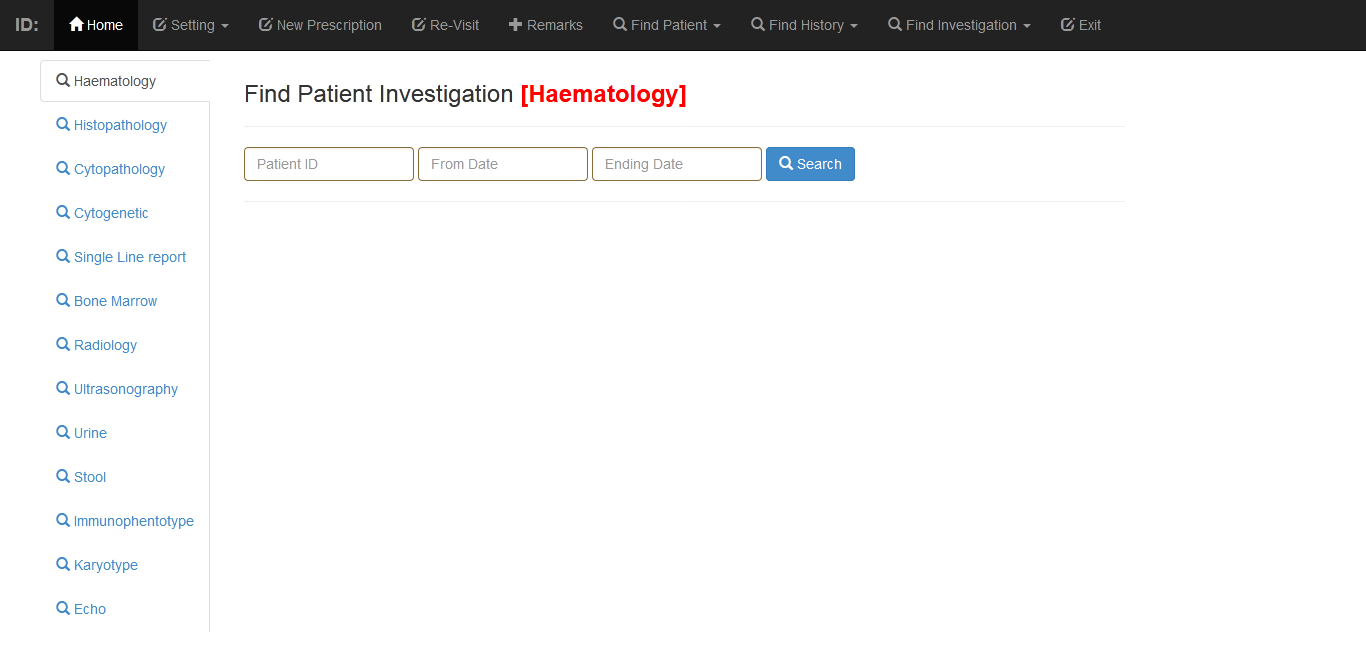 ID: Home Setting New Prescription Re-Visit Remarks Find Patient Find History Find Investigation Exit
Haematology
Histopathology
Cytopathology
Cytogenetic
Single Line report
Bone Marrow
Radiology
Ultrasonography
Urine
Stool
Immunophentotype
Karyotype
Echo
Find Patient Investigation [Haematology]
Patient ID From Date Ending Date Search